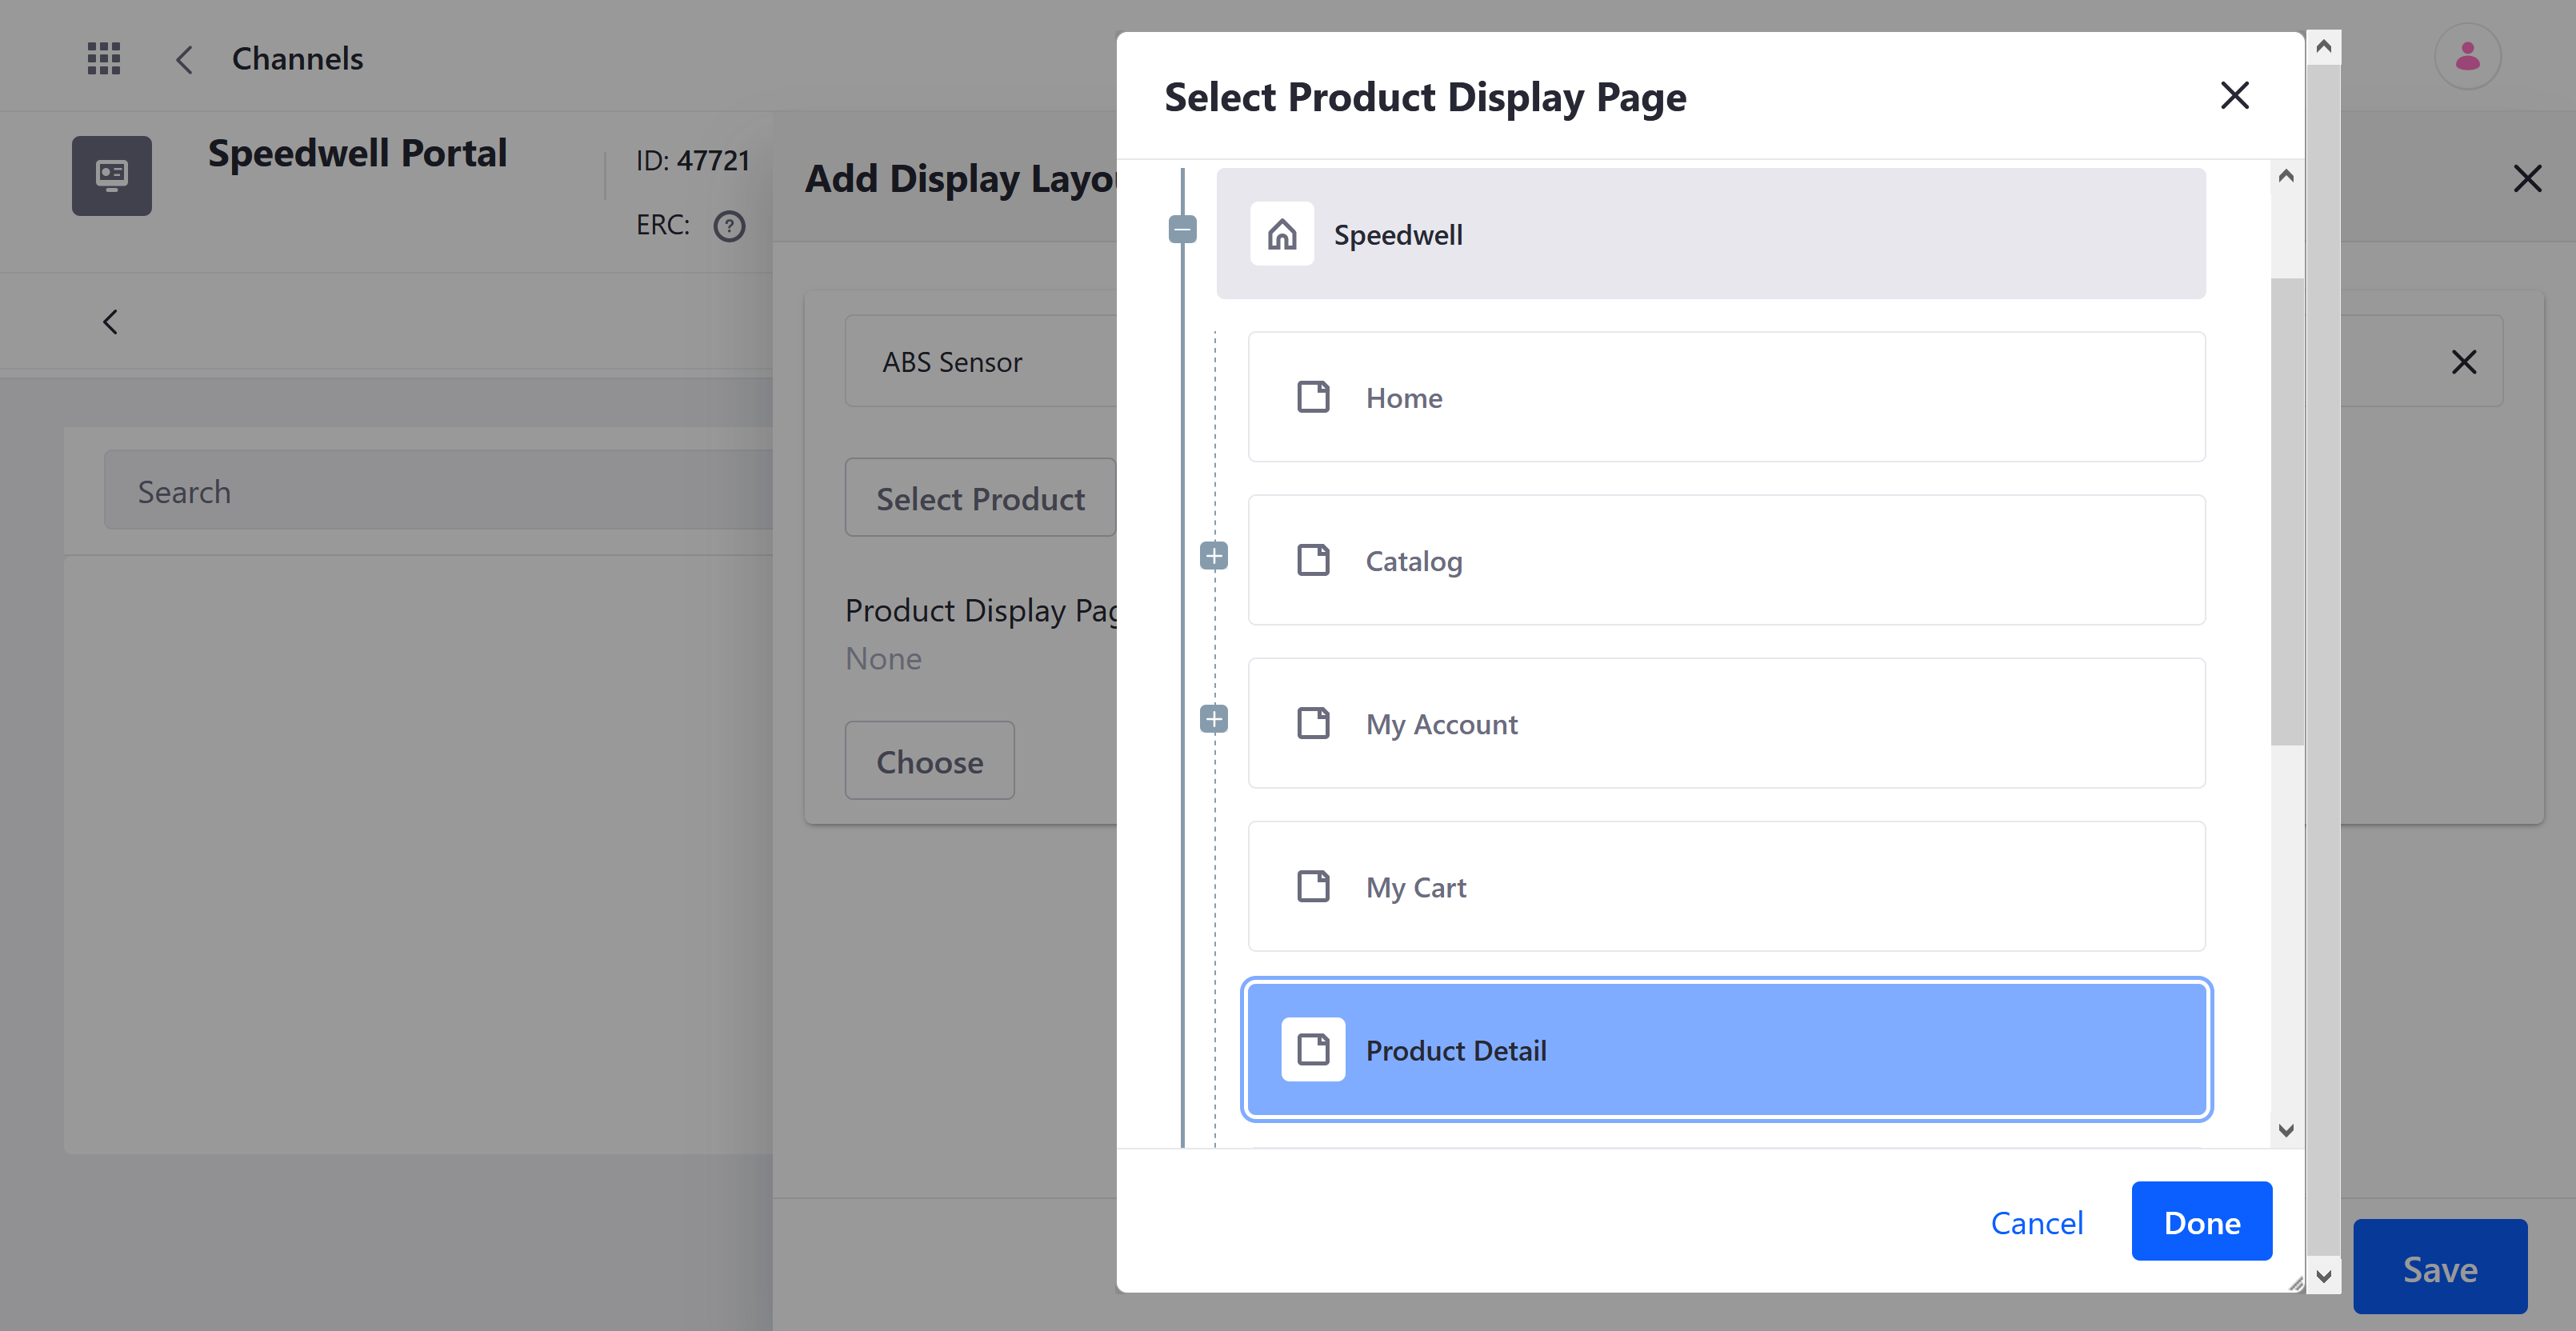 Channels
Speedwell Portal
ID: 47721
ERC: ?
Search
Add Display Layou
ABS Sensor
Select Product
Product Display Pag
None
Choose
Save
Select Product Display Page
Speedwell
Home
Catalog
My Account
My Cart
Product Detail
Cancel
Done